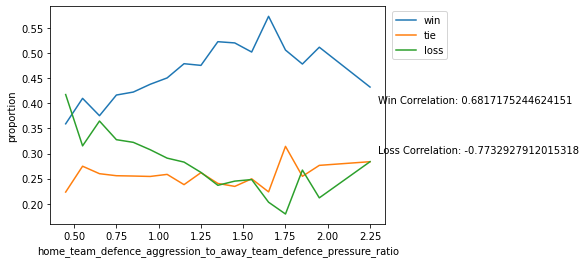 win
tie
loss
0.55
0.50
0.45
0.40
0.35
0.30
0.25
0.20
proportion
Win Correlation: 0.6817175244624151
Loss Correlation: -0.7732927912015318
0.50 0.75 1.00 1.25 1.50 1.75 2.00 2.25
home_team_defence_aggression_to_away_team_defence_pressure_ratio